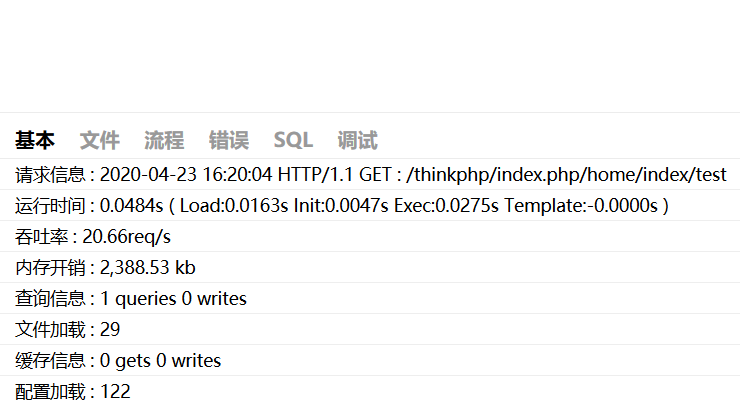 基本 文件 流程 错误 SQL 调试
请求信息 : 2020-04-23 16:20:04 HTTP/1.1 GET : /thinkphp/index.php/home/index/test
运行时间 : 0.0484s ( Load:0.0163s Init:0.0047s Exec:0.0275s Template:-0.0000s )
吞吐率 : 20.66req/s
内存开销 : 2,388.53 kb
查询信息 : 1 queries 0 writes
文件加载 : 29
缓存信息 : 0 gets 0 writes
配置加载 : 122